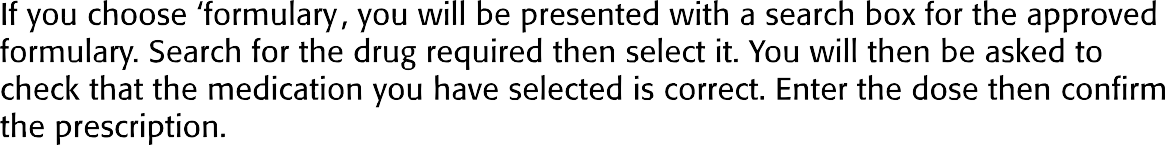 If you choose ‘formulary, you will be presented with a search box for the approved
formulary. Search for the drug required then select it. You will then be asked to
check that the medication you have selected is correct. Enter the dose then confirm
the prescription.